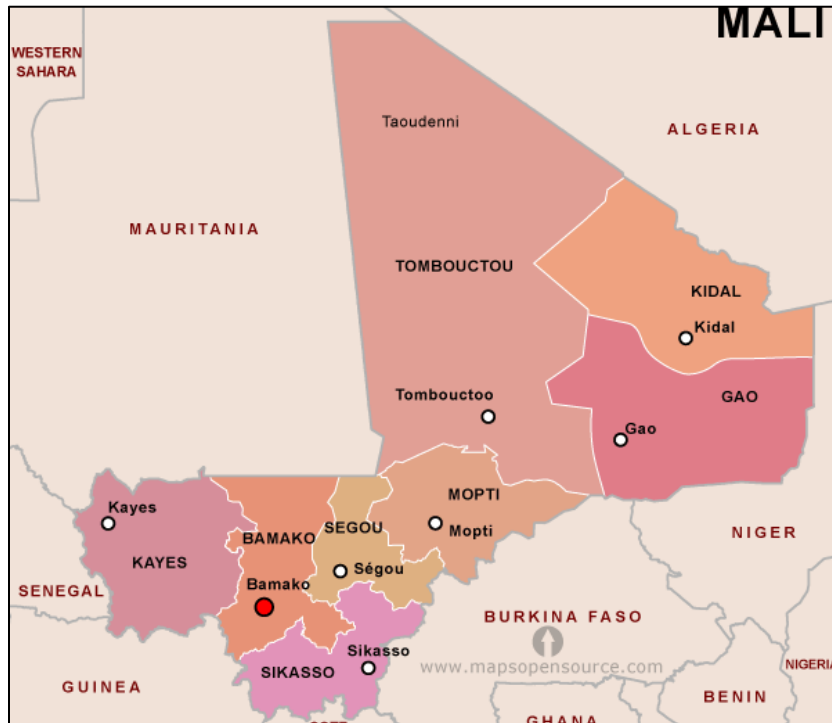 MALI
WESTERN
SAHARA
Taoudenni
ALGERIA
MAURITANIA
TOMBOUCTOU
KIDAL
Kidal
Tombouctoo
GAO
Gao
MOPTI
Mopti
Kayes
SEGOU
BAMAKO
NIGER
KAYES
Ségou
Bamako
SENEGAL
BURKINA FASO
Sikasso
SIKASSO
www.mapsopensource.com
NIGERIA
GUINEA
BENIN
GHANA